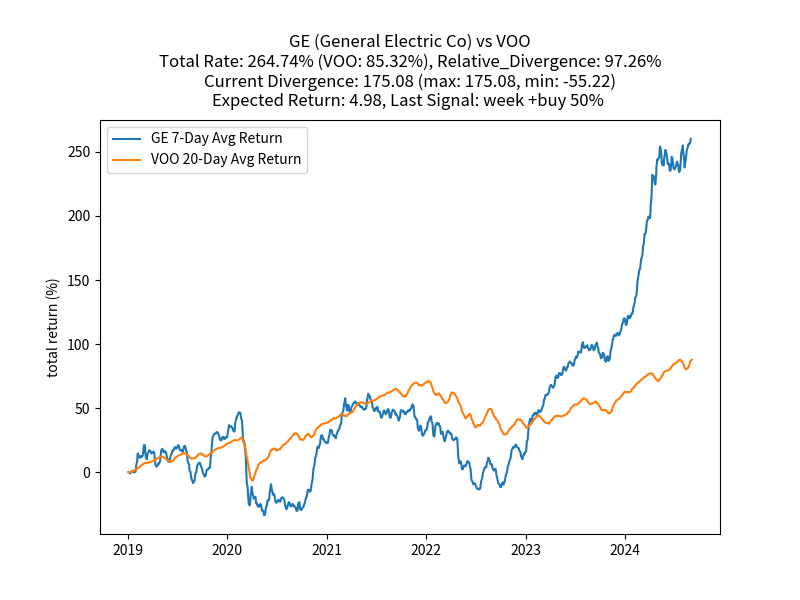 GE (General Electric Co) vs VOO
Total Rate: 264.74% (VOO: 85.32%), Relative_Divergence: 97.26%
Current Divergence: 175.08 (max: 175.08, min: -55.22)
Expected Return: 4.98, Last Signal: week +buy 50%
GE 7-Day Avg Return
VOO 20-Day Avg Return
total return (%)
250
200
150
100
50
0
2019 2020 2021 2022 2023 2024